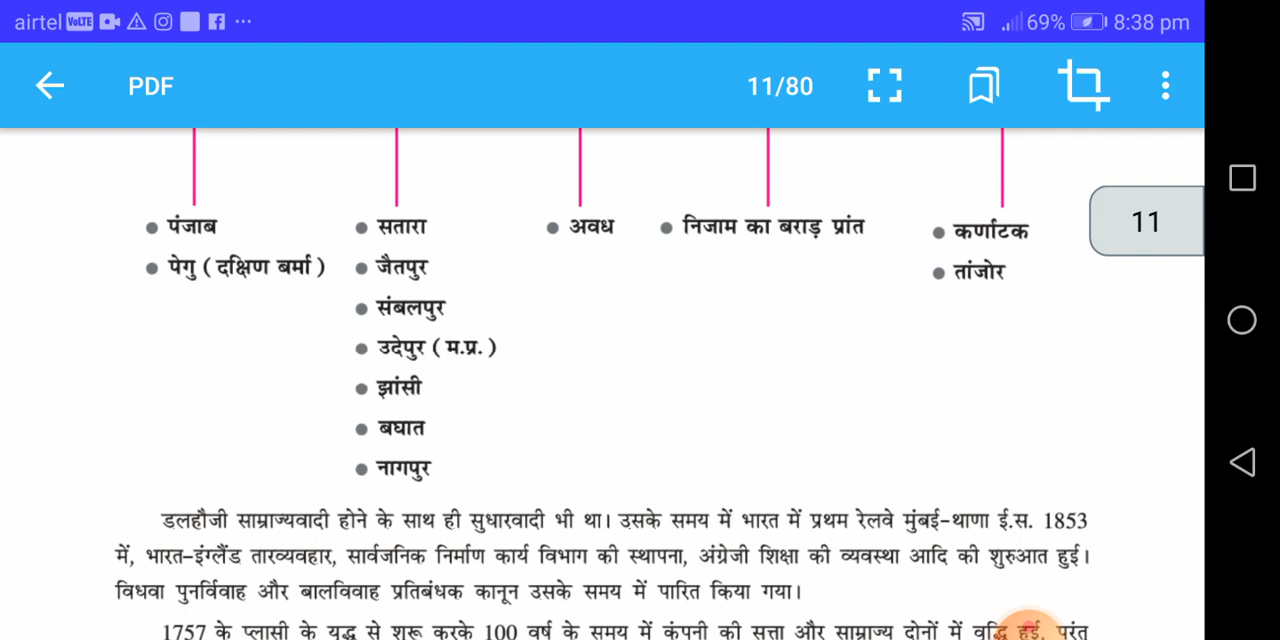 airtel VoLTE 69% 8:38 pm
PDF 11/80
11
• पंजाब
• पेगु ( दक्षिण बर्मा )
• सतारा
• जैतपुर
• संबलपुर
• उदेपुर ( म.प्र. )
• झांसी
• बघात
• नागपुर
• अवध
• निजाम का बराड़ प्रांत
• कर्णाटक
• तांजोर
डलहौजी साम्राज्यवादी होने के साथ ही सुधारवादी भी था। उसके समय में भारत में प्रथम रेलवे मुंबई-थाणा ई.स. 1853
में, भारत-इंग्लैंड तारव्यवहार, सार्वजनिक निर्माण कार्य विभाग की स्थापना, अंग्रेजी शिक्षा की व्यवस्था आदि की शुरुआत हुई।
विधवा पुनर्विवाह और बालविवाह प्रतिबंधक कानून उसके समय में पारित किया गया।
1757 के प्लासी के युद्ध से शुरू करके 100 वर्ष के समय में कंपनी की सत्ता और साम्राज्य दोनों में वृद्धि हुई, परंतु